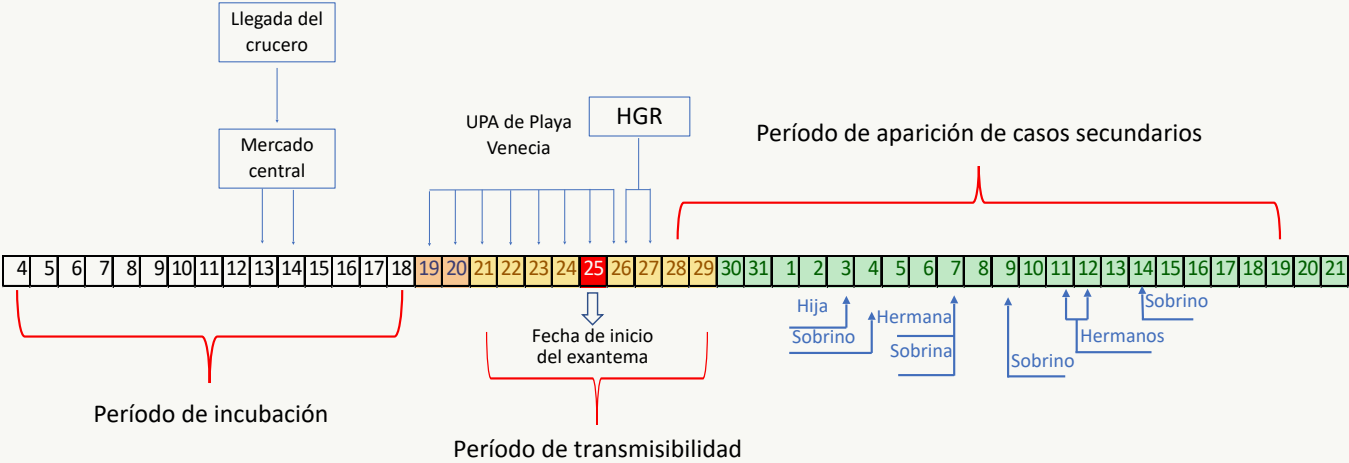 Llegada del
crucero
Mercado
central
UPA de Playa
Venecia
HGR
Período de aparición de casos secundarios
4 5 6 7 8 9 10 11 12 13 14 15 16 17 18 19 20 21 22 23 24 25 26 27 28 29 30 31 1 2 3 4 5 6 7 8 9 10 11 12 13 14 15 16 17 18 19 20 21
Hija
Sobrino
Hermana
Sobrina
Sobrino
Hermanos
Sobrino
Fecha de inicio
del exantema
Período de incubación
Período de transmisibilidad